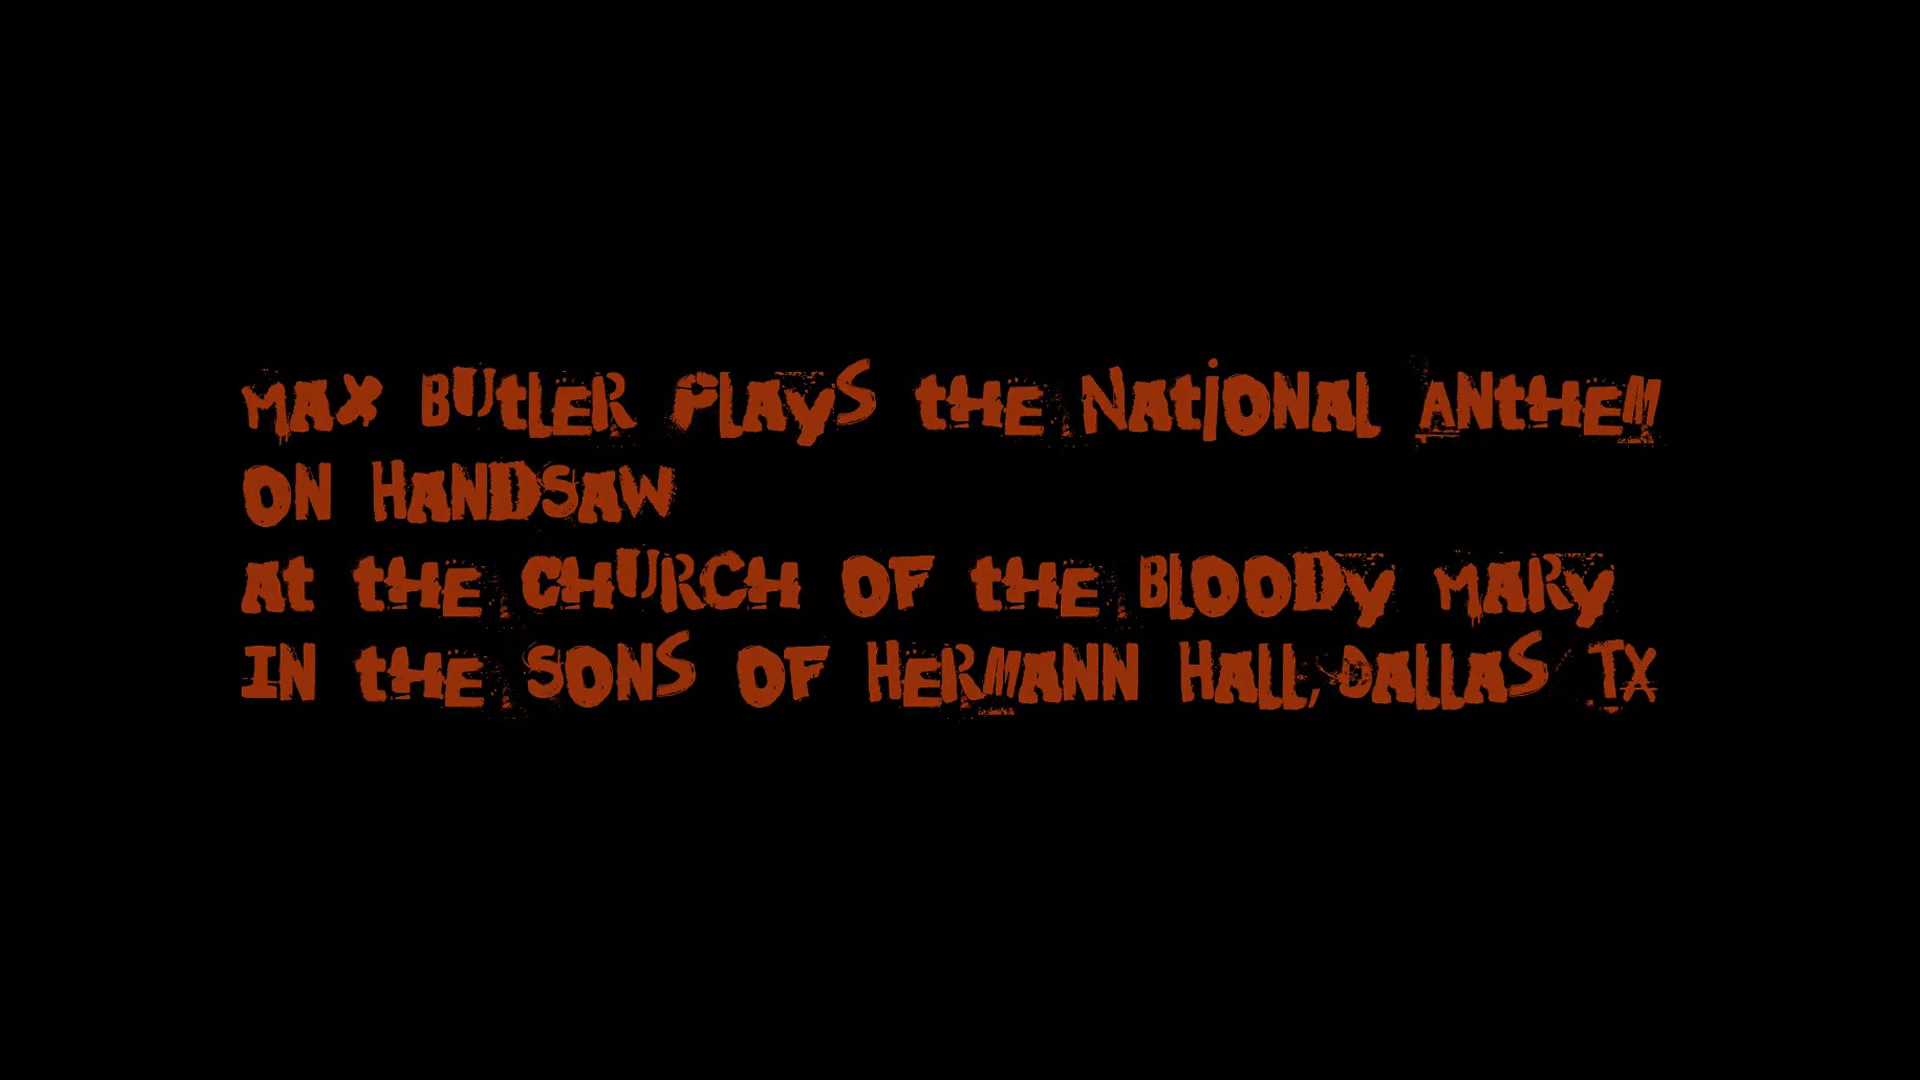 MAX BUtLER PLAyS tHE NAtiONAL ANtHEM
ON HANDSAW
At tHE CHURCH OF tHE BLOODy MARy
IN tHE SONS OF HERMANN HALL,DALLAS TX